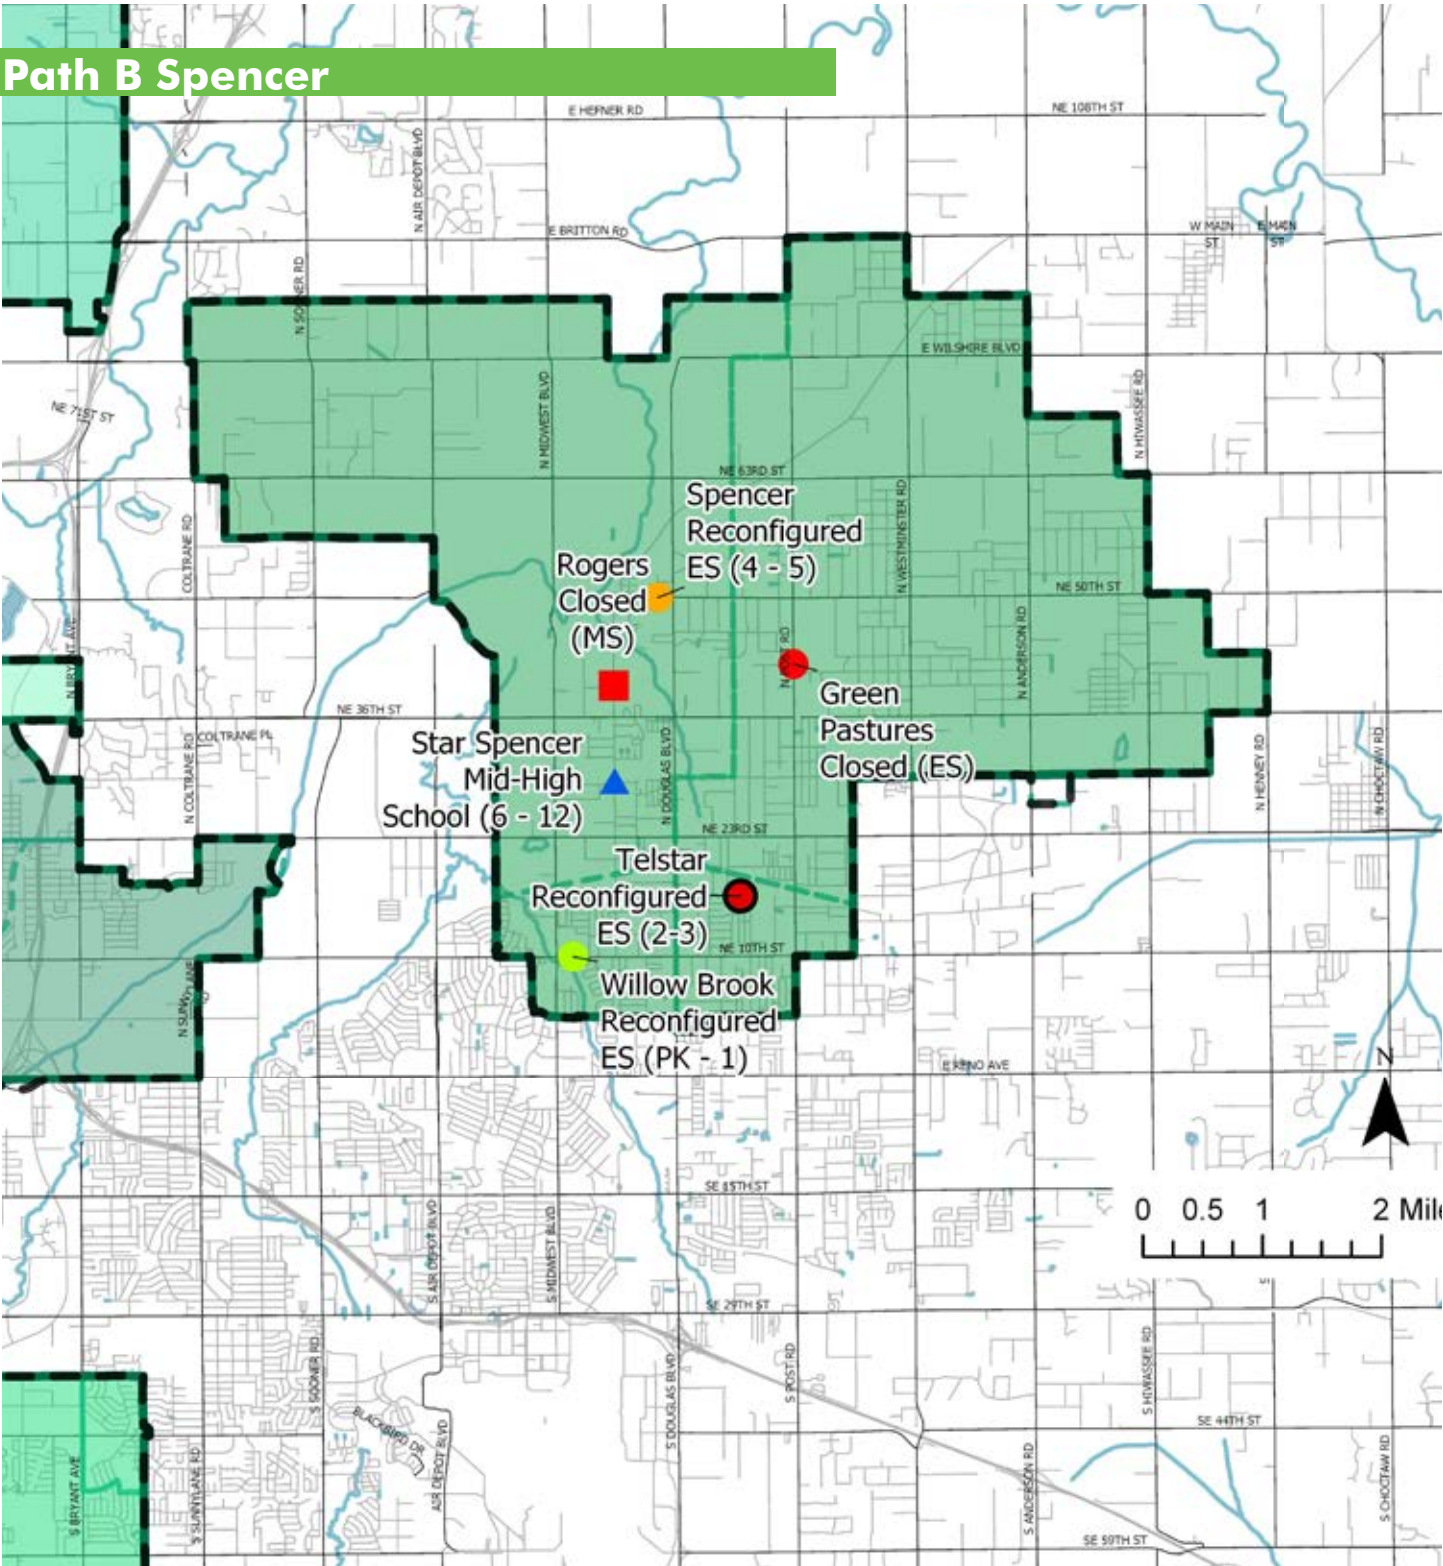 Path B Spencer
E HEFNER RD
NE 108TH ST
N AIR DEPOT BLVD
E BRITTON RD
W MAIN
ST
E MAIN
ST
N SOONER RD
E WILSHIRE BLVD
NE 71ST ST
N MIDWEST BLVD
N HIWASSEE RD
NE 63RD ST
Spencer
Reconfigured
ES (4 - 5)
N WESTMINSTER RD
COLTRANE RD
Rogers
Closed
(MS)
NE 50TH ST
N BRYANT AVE
N ANDERSON RD
RD
Green
Pastures
Closed (ES)
NE 36TH ST
COLTRANE PL
N COLTRANE RD
Star Spencer
Mid-High
School (6 - 12)
N DOUGLAS BLVD
N HENNEY RD
N CHOCTAW RD
NE 23RD ST
Telstar
Reconfigured
ES (2-3)
NE 10TH ST
Willow Brook
Reconfigured
ES (PK - 1)
E RENO AVE
N
SE 15TH ST
0 0.5 1 2 Mile
S AIR DEPOT BLVD
S MIDWEST BLVD
SE 29TH ST
S SOONER RD
S DOUGLAS BLVD
S POST RD
S HIWASSEE RD
BLACKBIRD DR
SE 44TH ST
AIR DEPOT BLVD
S BRYANT AVE
S SUNNYLANE RD
S ANDERSON RD
S CHOCTAW RD
SE 59TH ST